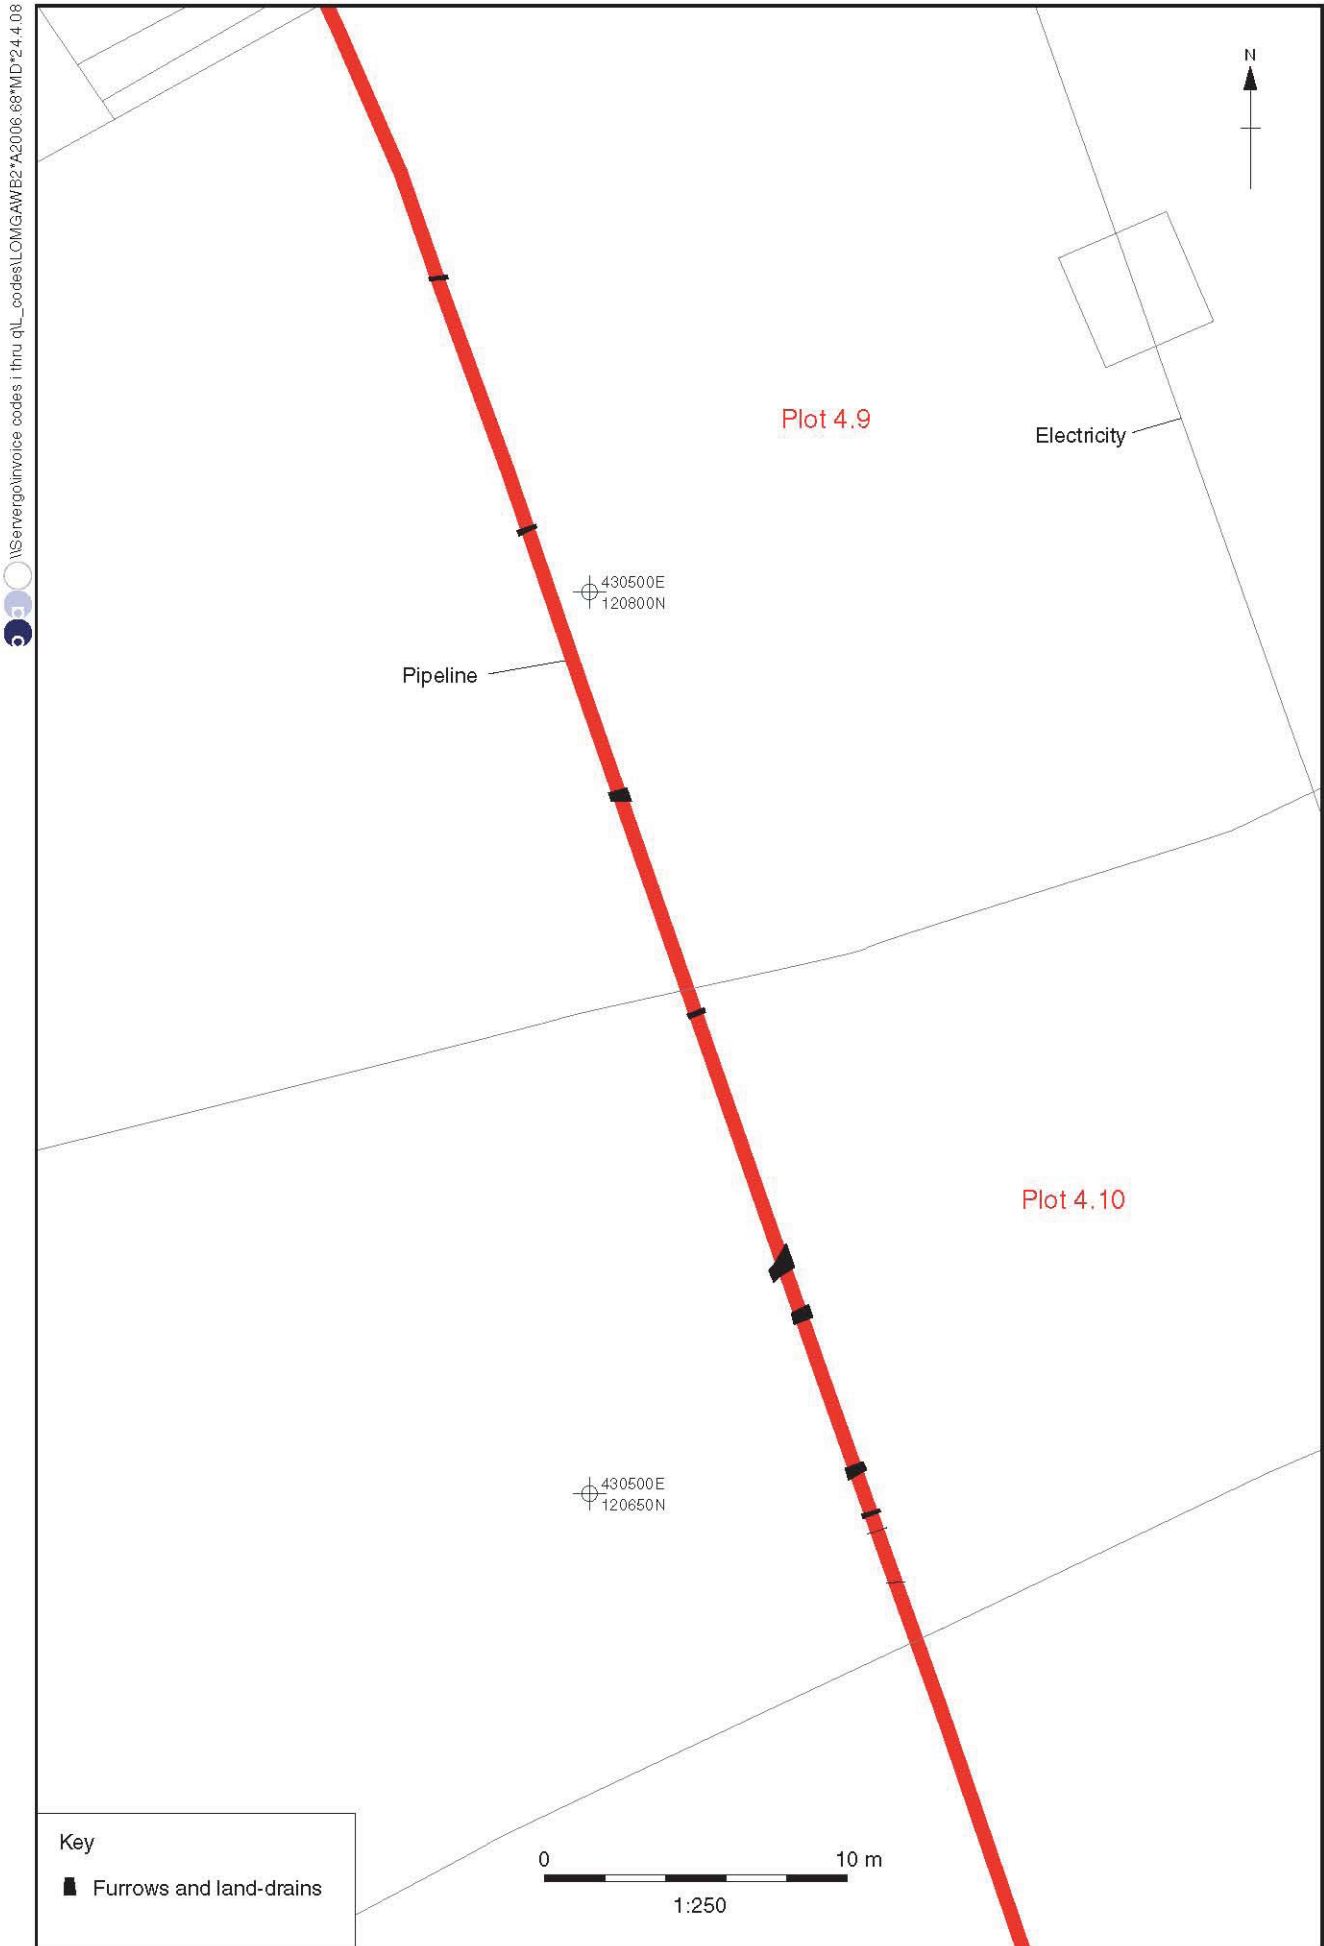 \\Servergo\invoice codes i thru q\L_codes\LOMGAWB2*A2006.68*MD*24.4.08
N
Plot 4.9
Electricity
430500E
120800N
Pipeline
Plot 4.10
430500E
120650N
Key
Furrows and land-drains
0 10 m
1:250